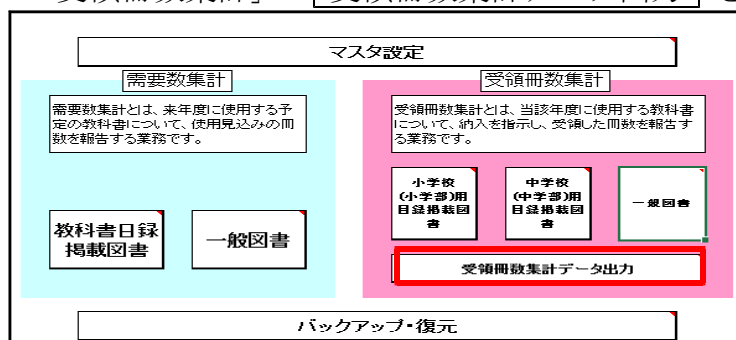 マスタ設定
需要数集計
需要数集計とは、来年度に使用する予
定の教科書について、使用見込みの冊
数を報告する業務です。
教科書目録
掲載図書
一般図書
受領冊数集計
受領冊数集計とは、当該年度に使用する教科書
について、納入を指示し、受領した冊数を報告す
る業務です。
小学校
(小学部)用
目録掲載図
書
中学校
(中学部)用
目録掲載図
書
一般図書
受領冊数集計データ出力
バックアップ・復元